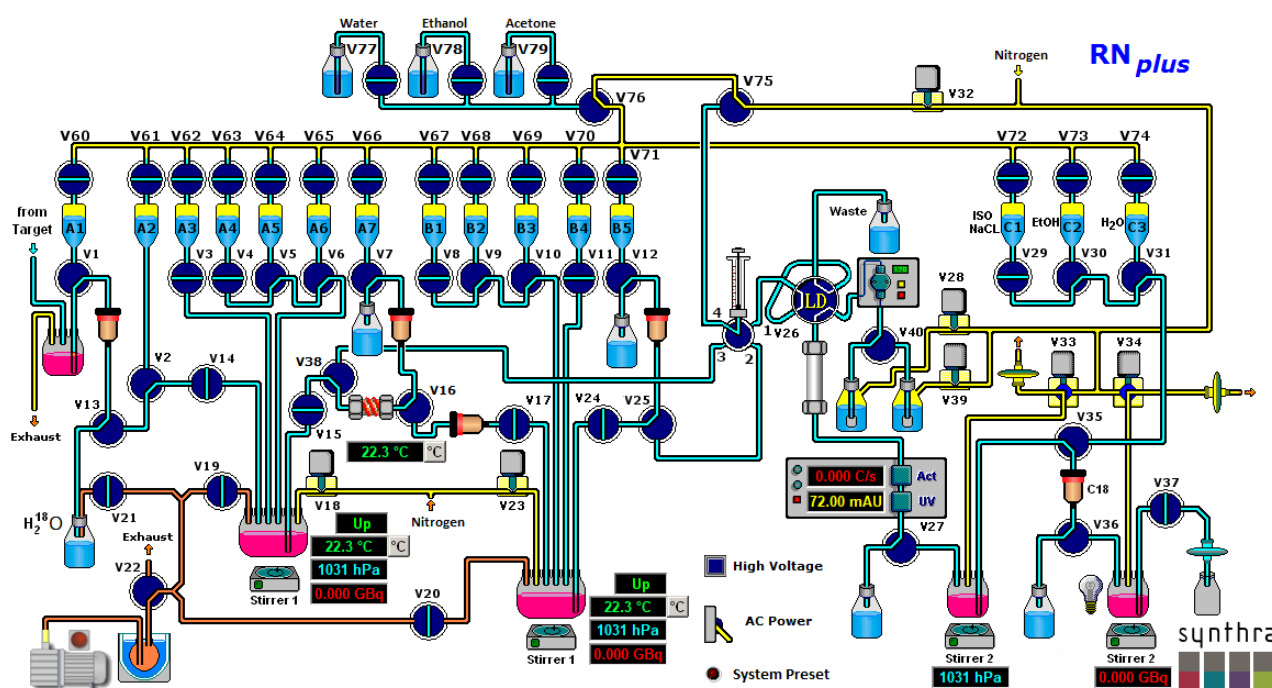 Water
Ethanol
Acetone
V77
V78
V79
V76
V75
V32
Nitrogen
RN plus
V60
V61
V62
V63
V64
V65
V66
V67
V68
V69
V70
V71
V72
V73
V74
from
Target
A1
A2
A3
A4
A5
A6
A7
B1
B2
B3
B4
B5
Waste
ISO
NaCL
C1
EtOH
C2
H2O
C3
V1
V3
V4
V5
V6
V7
V8
V9
V10
V11
V12
V29
V30
V31
4
3
2
1
V26
LD
V28
V40
V39
V33
V34
V2
V14
V38
V16
V15
V17
V24
V25
V13
22.3 °C
°C
Exhaust
V35
V19
V21
V18
V23
Nitrogen
0.000 C/s
Act
72.00 mAU
UV
C18
V37
V36
V27
H2 18O
Exhaust
V22
Up
22.3 °C
°C
1031 hPa
0.000 GBq
Stirrer 1
V20
Up
22.3 °C
°C
1031 hPa
0.000 GBq
Stirrer 1
High Voltage
AC Power
System Preset
Stirrer 2
1031 hPa
Stirrer 2
0.000 GBq
synthra